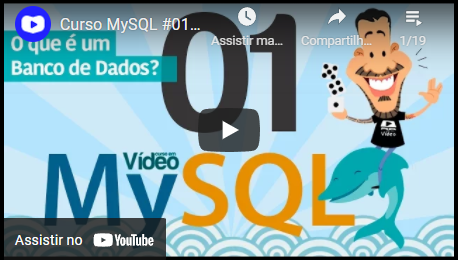 Curso MySQL #01...
Assistir ma...
Compartilh...
1/19
O que é um
Banco de Dados?
01
Vídeo
MySQL
Vídeo
Assistir no YouTube